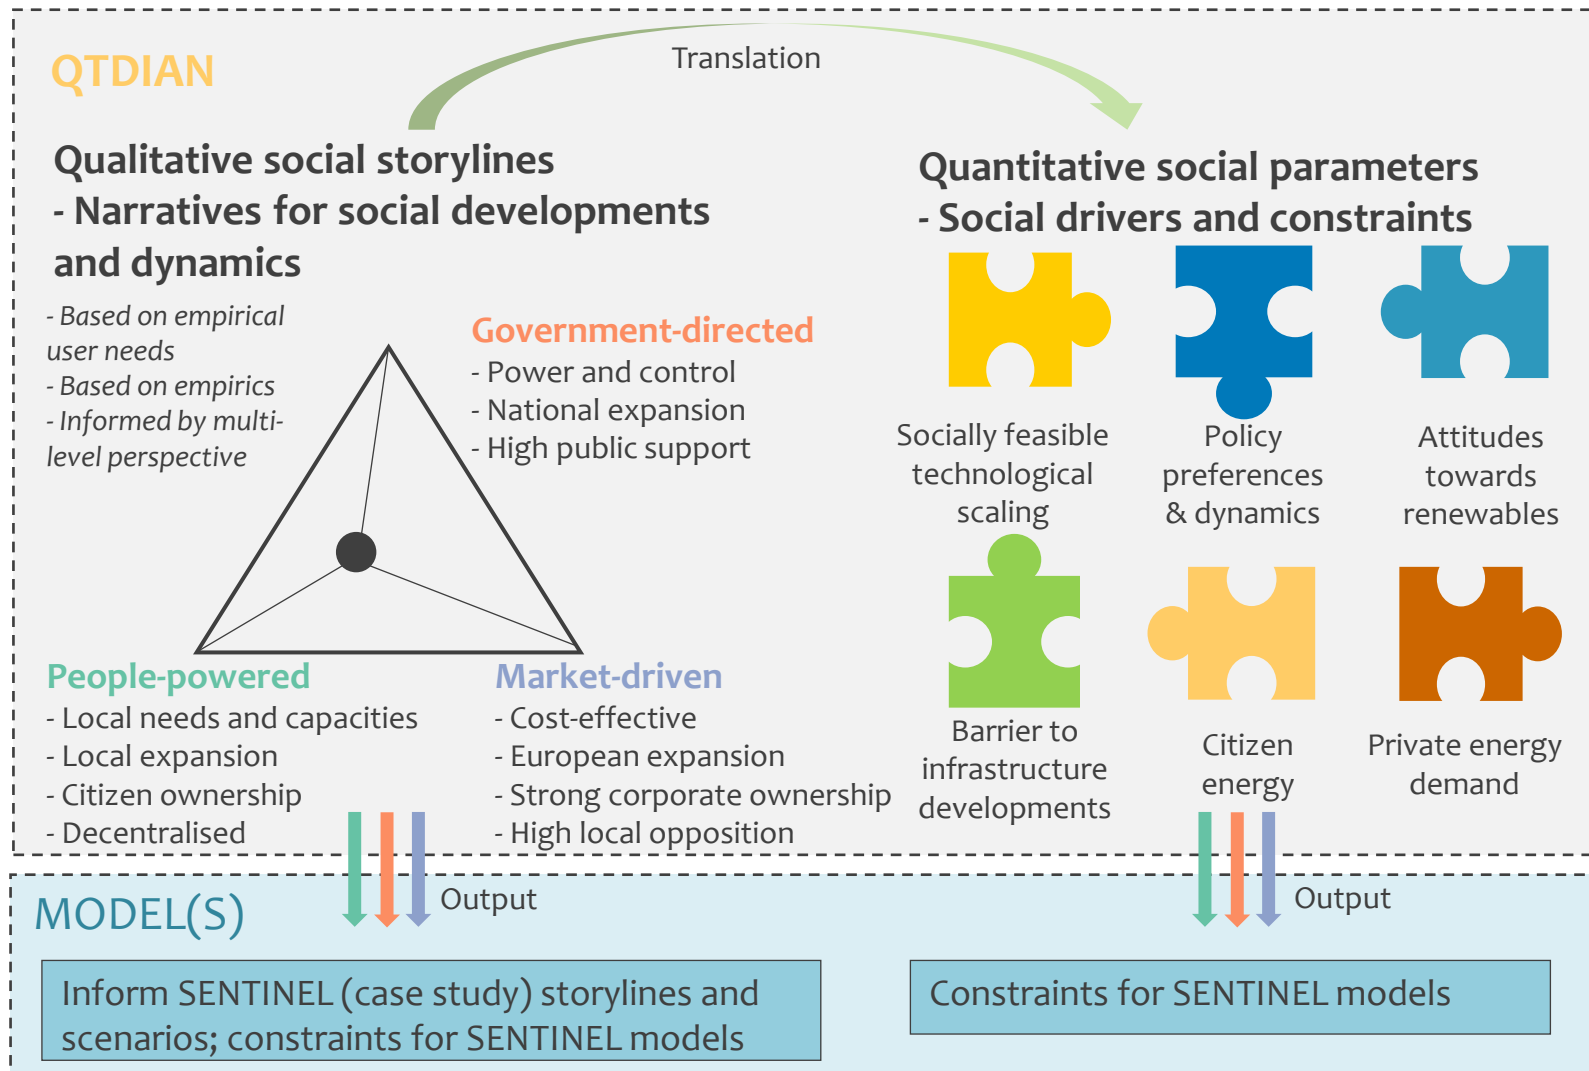 Translation
QTDIAN
Qualitative social storylines
- Narratives for social developments
and dynamics
- Based on empirical
user needs
- Based on empirics
- Informed by multi-
level perspective
Government-directed
- Power and control
- National expansion
- High public support
People-powered
- Local needs and capacities
- Local expansion
- Citizen ownership
- Decentralised
Market-driven
- Cost-effective
- European expansion
- Strong corporate ownership
- High local opposition
Quantitative social parameters
- Social drivers and constraints
Socially feasible
technological
scaling
Policy
preferences
& dynamics
Attitudes
towards
renewables
Barrier to
infrastructure
developments
Citizen
energy
Private energy
demand
Output
Output
MODEL(S)
Inform SENTINEL (case study) storylines and
scenarios; constraints for SENTINEL models
Constraints for SENTINEL models